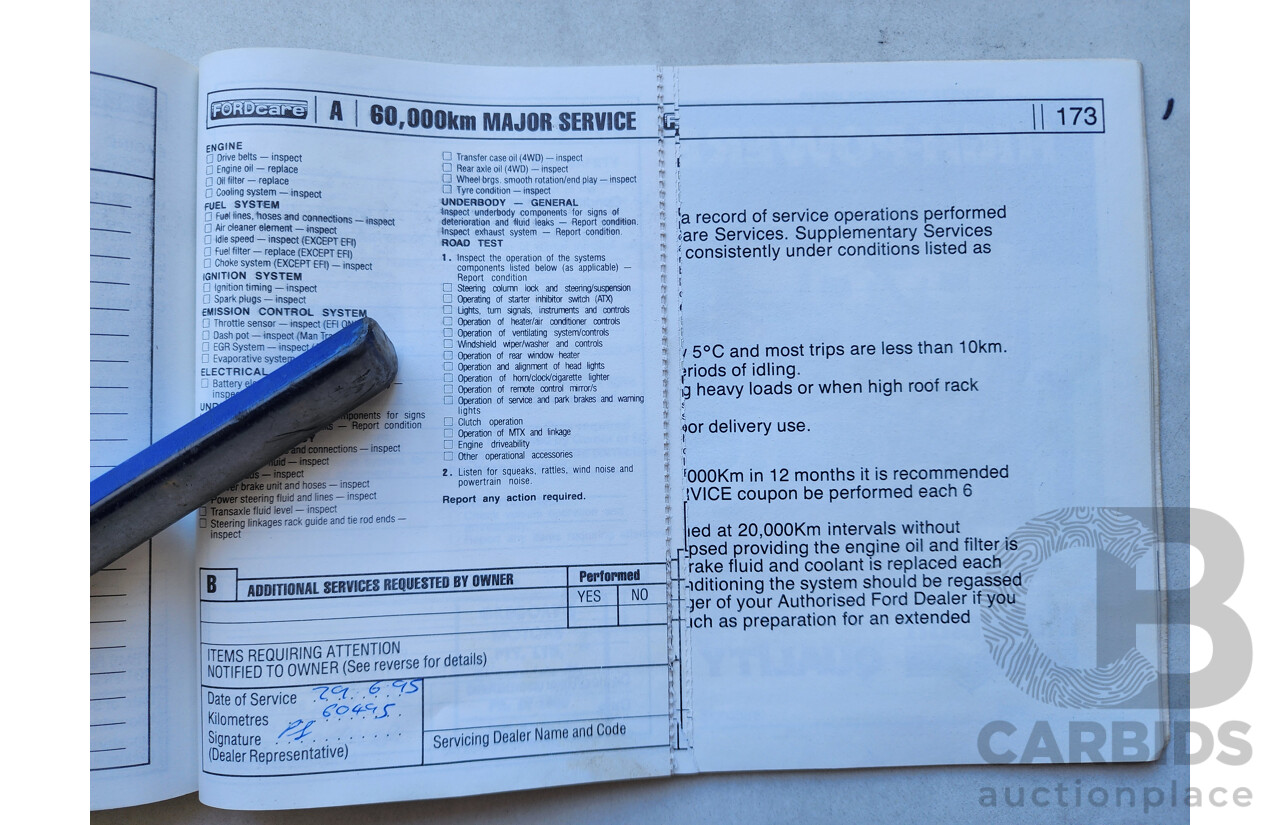 FORDcare A 60,000km MAJOR SERVICE
ENGINE
Drive belts — inspect
Engine oil — replace
Oil filter — replace
Cooling system — inspect
FUEL SYSTEM
Fuel lines, hoses and connections — inspect
Air cleaner element — inspect
Idle speed — inspect (EXCEPT EFI)
Fuel filter — replace (EXCEPT EFI)
Choke system (EXCEPT EFI) — inspect
IGNITION SYSTEM
Ignition timing — inspect
Spark plugs — inspect
EMISSION CONTROL SYSTEM
Throttle sensor — inspect (EFI
Dash pot — inspect (Man
EGR System — inspect
Evaporative system
ELECTRICAL
Battery
for signs
— Report condition
and connections — inspect
— inspect
— inspect
brake unit and hoses — inspect
Power steering fluid and lines — inspect
Transaxle fluid level — inspect
Steering linkages rack guide and tie rod ends —
inspect
Transfer case oil (4WD) — inspect
Rear axle oil (4WD) — inspect
Wheel brgs. smooth rotation/end play — inspect
Tyre condition — inspect
UNDERBODY — GENERAL
Inspect underbody components for signs of
deterioration and fluid leaks — Report condition.
Inspect exhaust system — Report condition.
ROAD TEST
1. Inspect the operation of the systems
components listed below (as applicable) —
Report condition
Steering column lock and steering/suspension
Operating of starter inhibitor switch (ATX)
Lights, turn signals, instruments and controls
Operation of heater/air conditioner controls
Operation of ventilating system/controls
Windshield wiper/washer and controls
Operation of rear window heater
Operation and alignment of head lights
Operation of horn/clock/cigarette lighter
Operation of remote control mirror/s
Operation of service and park brakes and warning
lights
Clutch operation
Operation of MTX and linkage
Engine driveability
Other operational accessories
2. Listen for squeaks, rattles, wind noise and
powertrain noise.
Report any action required.
B ADDITIONAL SERVICES REQUESTED BY OWNER
Performed
YES NO
ITEMS REQUIRING ATTENTION
NOTIFIED TO OWNER (See reverse for details)
Date of Service 29.6.95
Kilometres 60495
Signature
(Dealer Representative)
Servicing Dealer Name and Code
173
a record of service operations performed
are Services. Supplementary Services
consistently under conditions listed as
5°C and most trips are less than 10km.
eriods of idling.
g heavy loads or when high roof rack
or delivery use.
000Km in 12 months it is recommended
RVICE coupon be performed each 6
ned at 20,000Km intervals without
psed providing the engine oil and filter is
rake fluid and coolant is replaced each
nditioning the system should be regassed
ger of your Authorised Ford Dealer if you
uch as preparation for an extended
CB
CARBIDS
auctionplace